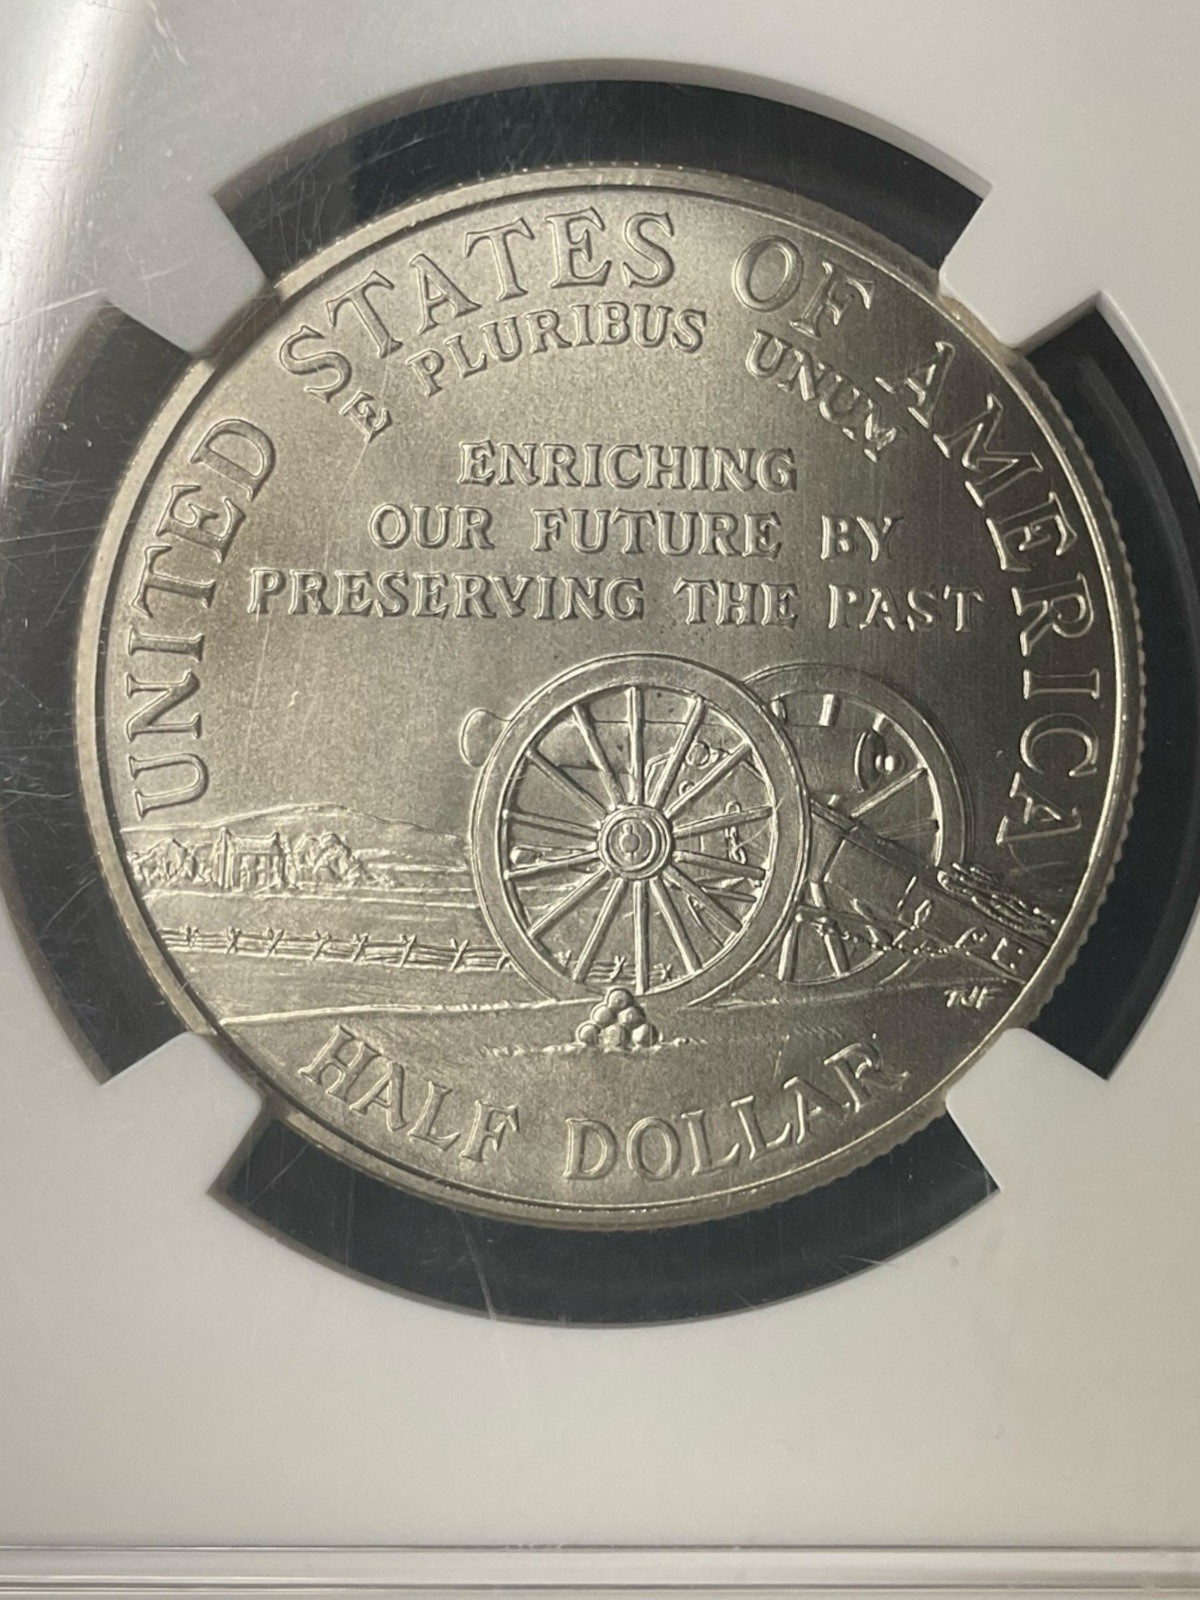 UNITED STATES OF AMERICA
E PLURIBUS UNUM
ENRICHING
OUR FUTURE BY
PRESERVING THE PAST
TJF
HALF DOLLAR